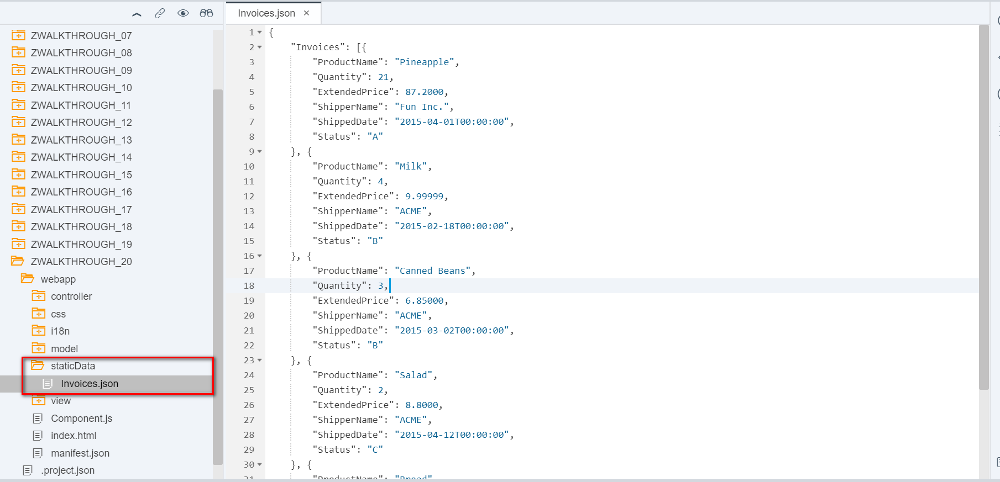 ZWALKTHROUGH_07
ZWALKTHROUGH_08
ZWALKTHROUGH_09
ZWALKTHROUGH_10
ZWALKTHROUGH_11
ZWALKTHROUGH_12
ZWALKTHROUGH_13
ZWALKTHROUGH_14
ZWALKTHROUGH_15
ZWALKTHROUGH_16
ZWALKTHROUGH_17
ZWALKTHROUGH_18
ZWALKTHROUGH_19
ZWALKTHROUGH_20
webapp
controller
css
i18n
model
staticData
Invoices.json
view
Component.js
index.html
manifest.json
.project.json
Invoices.json ×
1 {
2 "Invoices": [{
3 "ProductName": "Pineapple",
4 "Quantity": 21,
5 "ExtendedPrice": 87.2000,
6 "ShipperName": "Fun Inc.",
7 "ShippedDate": "2015-04-01T00:00:00",
8 "Status": "A"
9 }, {
10 "ProductName": "Milk",
11 "Quantity": 4,
12 "ExtendedPrice": 9.99999,
13 "ShipperName": "ACME",
14 "ShippedDate": "2015-02-18T00:00:00",
15 "Status": "B"
16 }, {
17 "ProductName": "Canned Beans",
18 "Quantity": 3,
19 "ExtendedPrice": 6.85000,
20 "ShipperName": "ACME",
21 "ShippedDate": "2015-03-02T00:00:00",
22 "Status": "B"
23 }, {
24 "ProductName": "Salad",
25 "Quantity": 2,
26 "ExtendedPrice": 8.8000,
27 "ShipperName": "ACME",
28 "ShippedDate": "2015-04-12T00:00:00",
29 "Status": "C"
30 }, {
31 "ProductName": "Bread"